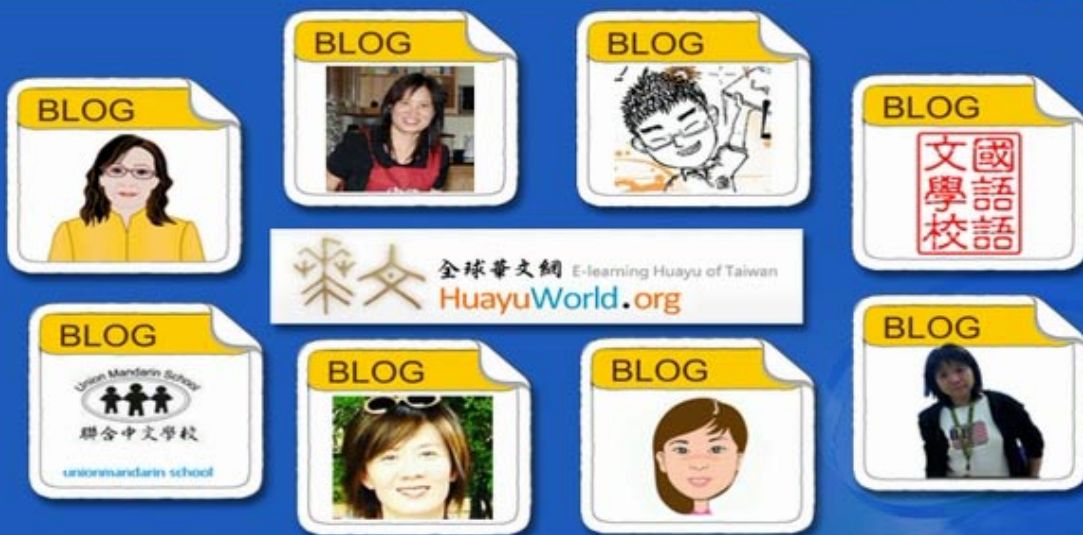 BLOG
BLOG
BLOG
BLOG
國語語
文學校
全球華文網 E-learning Huayu of Taiwan
HuayuWorld.org
BLOG
Union Mandarin School
聯合中文學校
unionmandarin school
BLOG
BLOG
BLOG